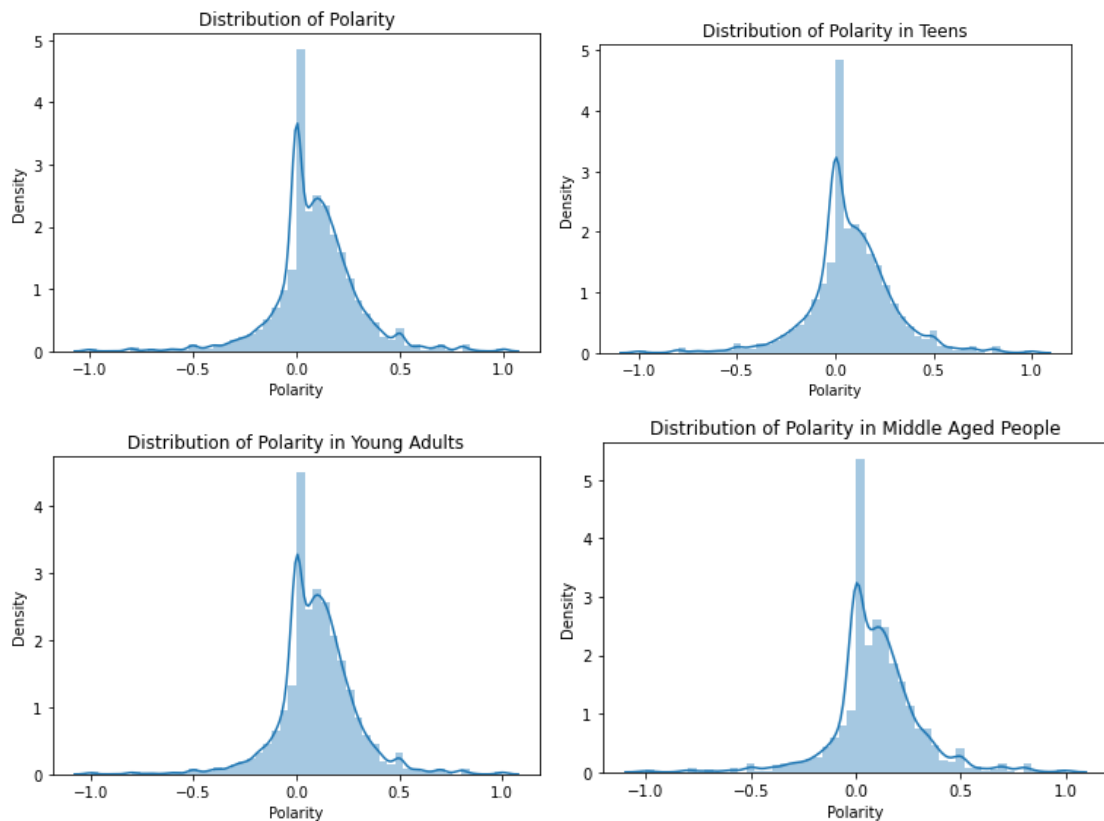 Distribution of Polarity
5
4
3
2
1
0
Density
−1.0 −0.5 0.0 0.5 1.0
Polarity
Distribution of Polarity in Teens
5
4
3
2
1
0
Density
−1.0 −0.5 0.0 0.5 1.0
Polarity
Distribution of Polarity in Young Adults
4
3
2
1
0
Density
−1.0 −0.5 0.0 0.5 1.0
Polarity
Distribution of Polarity in Middle Aged People
5
4
3
2
1
0
Density
−1.0 −0.5 0.0 0.5 1.0
Polarity